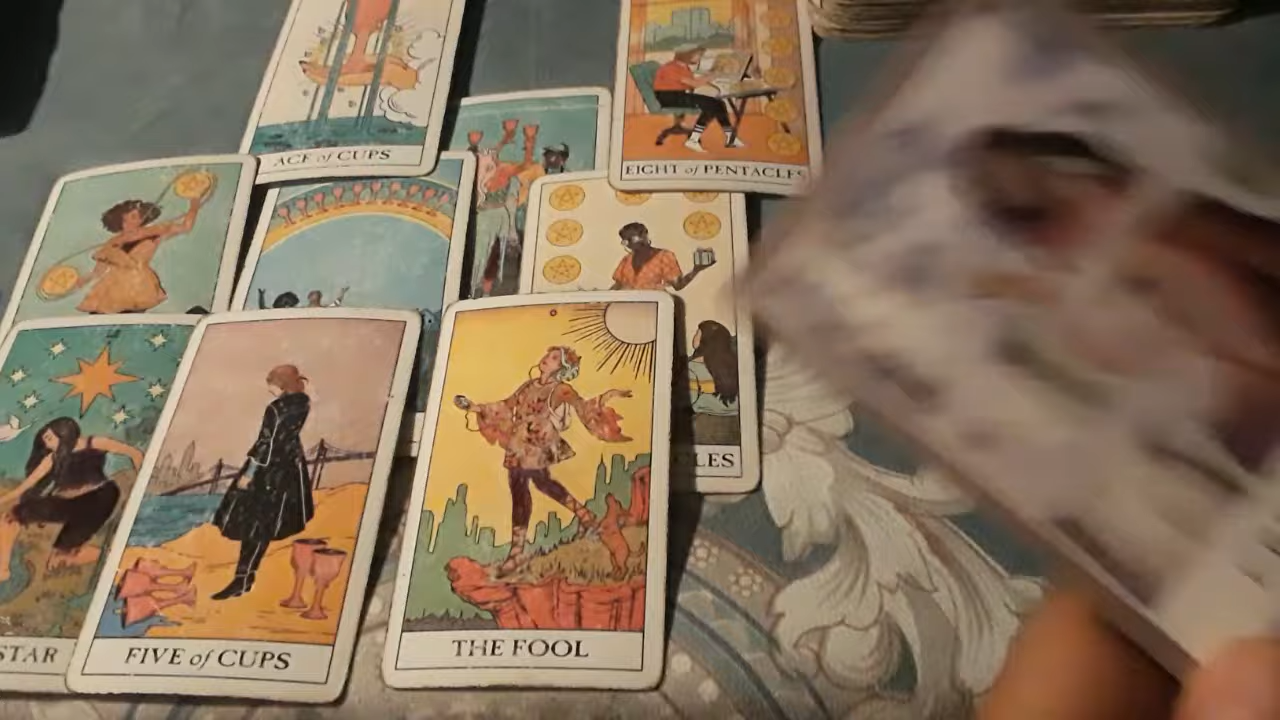 ACE of CUPS
EIGHT of PENTACLES
CLES
STAR
FIVE of CUPS
THE FOOL